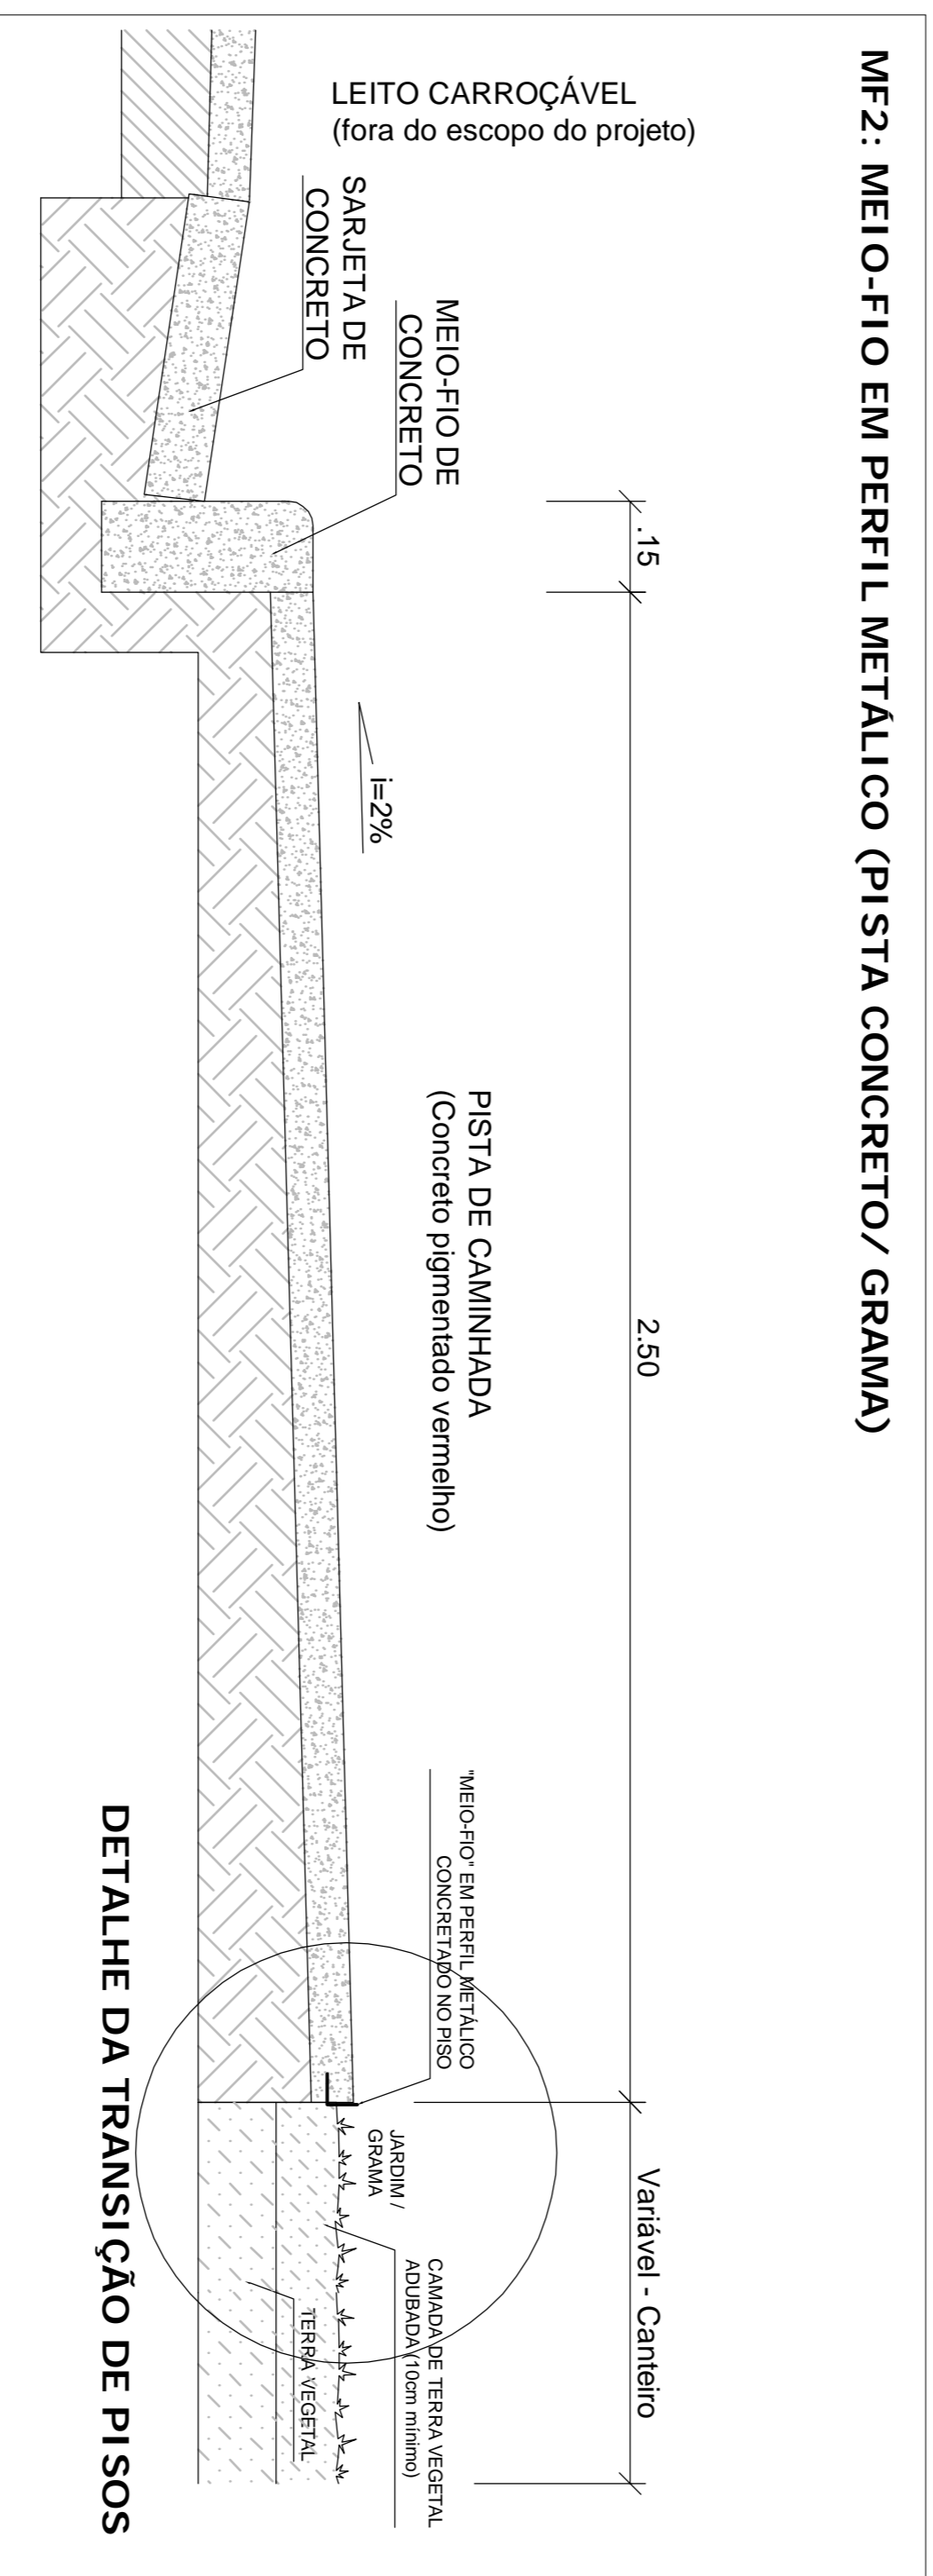 MF2: MEIO-FIO EM PERFIL METÁLICO (PISTA CONCRETO/ GRAMA)
.15
2.50
Variável - Canteiro
LEITO CARROÇÁVEL
(fora do escopo do projeto)
SARJETA DE
CONCRETO
MEIO-FIO DE
CONCRETO
i=2%
PISTA DE CAMINHADA
(Concreto pigmentado vermelho)
"MEIO-FIO" EM PERFIL METÁLICO
CONCRETADO NO PISO
JARDIM /
GRAMA
CAMADA DE TERRA VEGETAL
ADUBADA (10cm mínimo)
TERRA VEGETAL
DETALHE DA TRANSIÇÃO DE PISOS